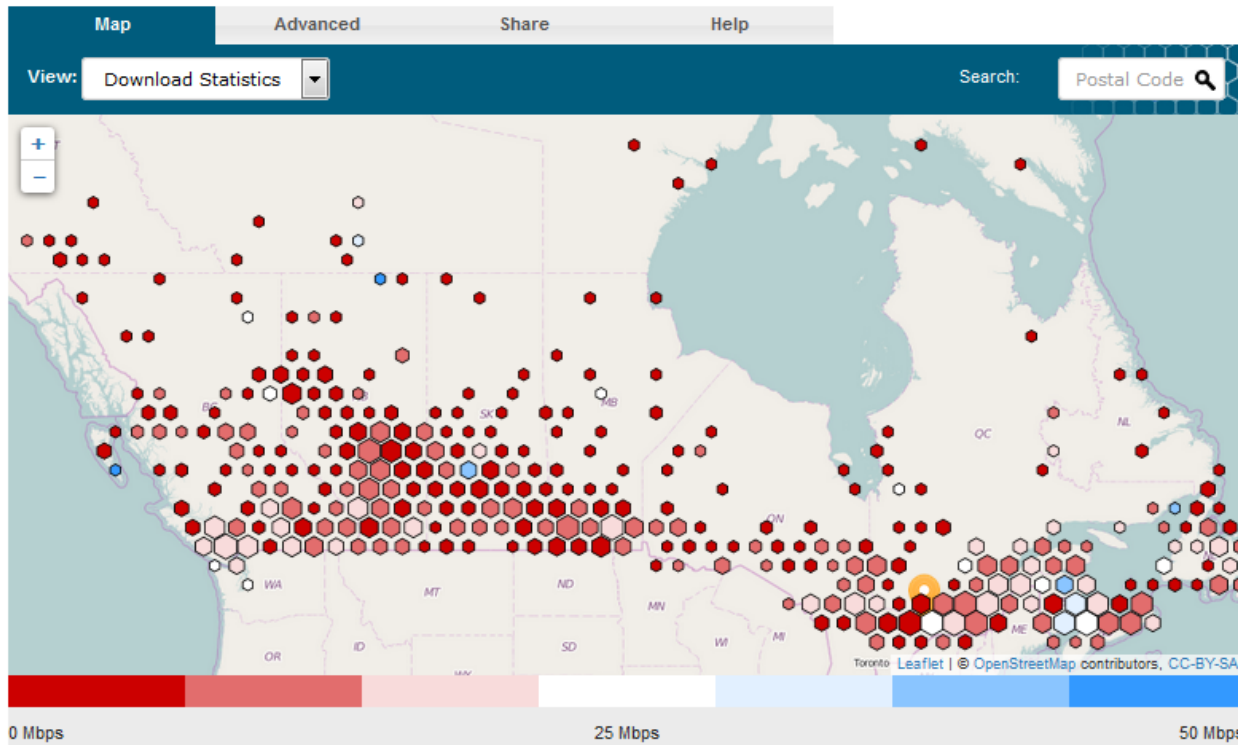 Map Advanced Share Help
View: Download Statistics Search: Postal Code
+
−
BC SK MB
QC NL
ON
WA MT ND MN WI MI ME
OR ID SD
Toronto Leaflet | © OpenStreetMap contributors, CC-BY-SA
0 Mbps 25 Mbps 50 Mbps